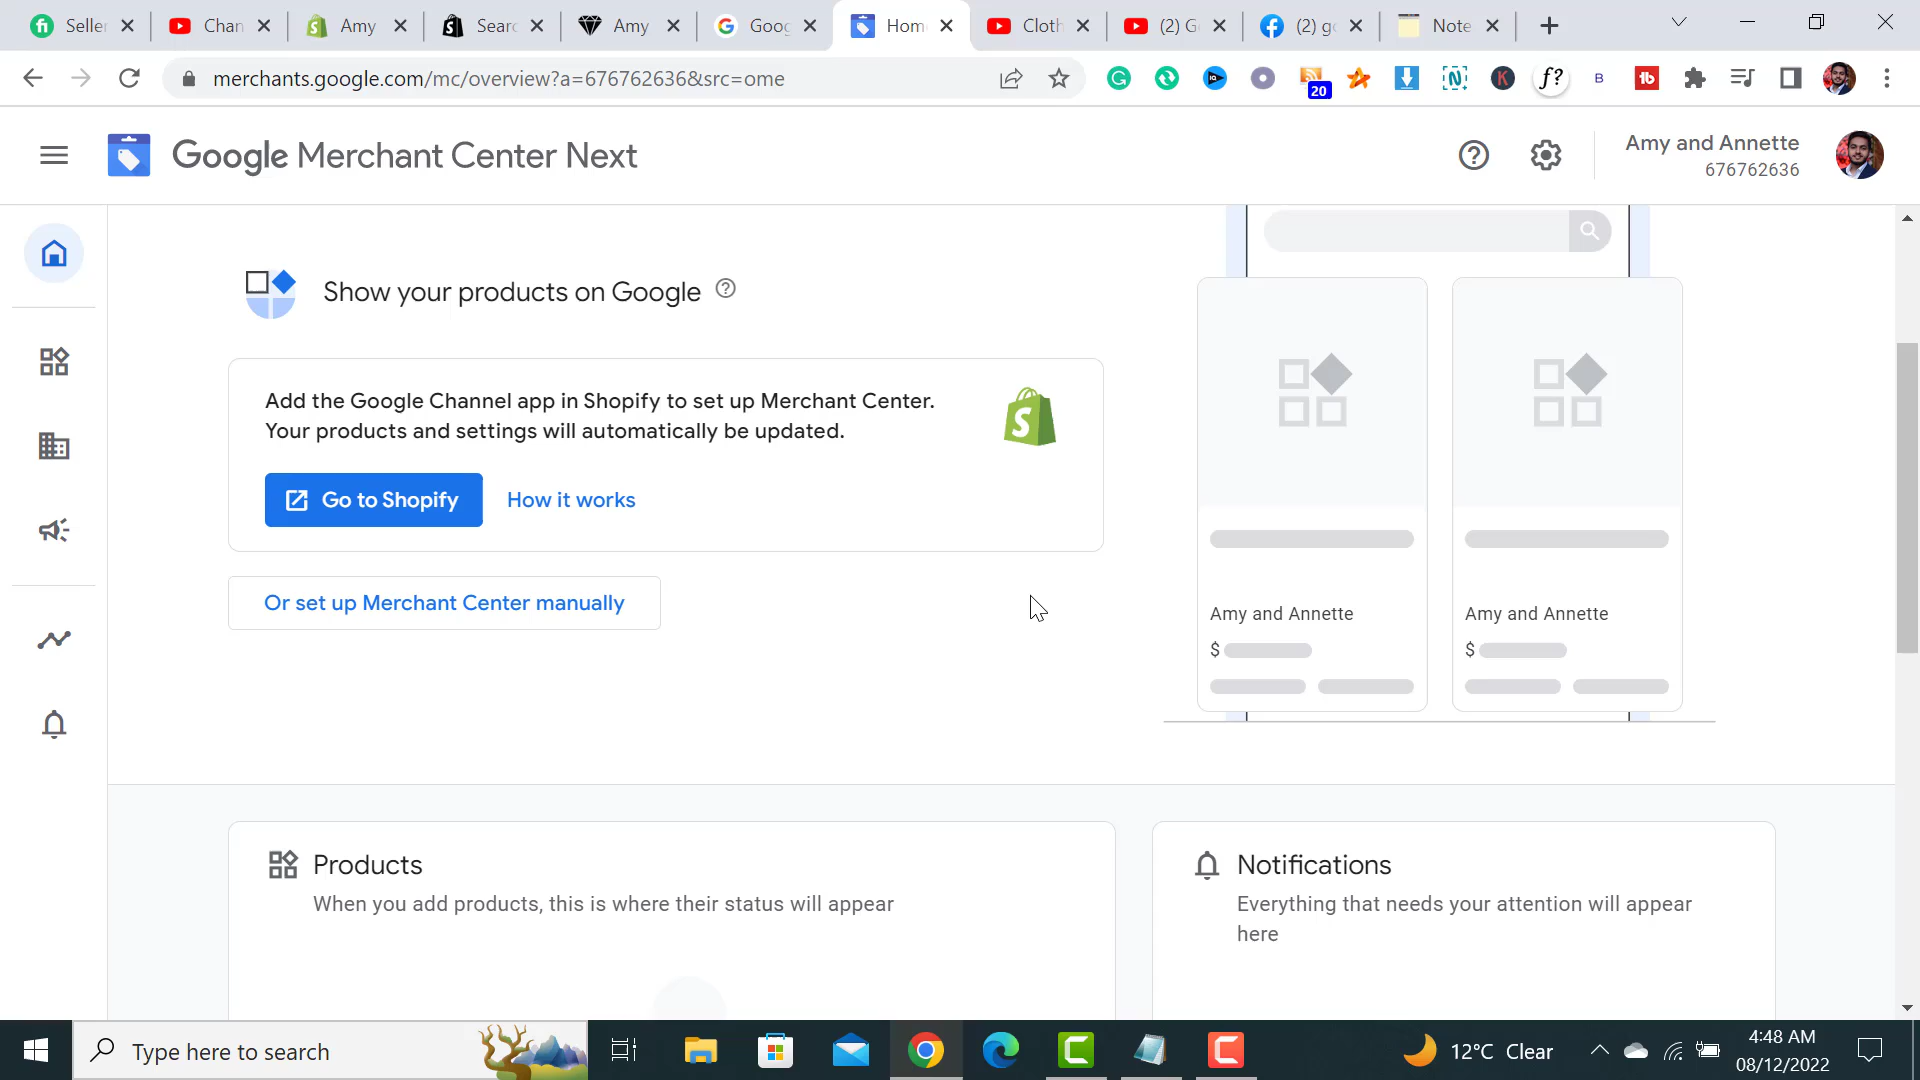 Seller
Chan
Amy
Searc
Amy
Goog
Hom
Cloth
(2) G
(2) go
Note
merchants.google.com/mc/overview?a=676762636&src=ome
20
f?
B
Google Merchant Center Next
Amy and Annette
676762636
Show your products on Google
Add the Google Channel app in Shopify to set up Merchant Center.
Your products and settings will automatically be updated.
Go to Shopify
How it works
Or set up Merchant Center manually
Amy and Annette
$
Amy and Annette
$
Products
When you add products, this is where their status will appear
Notifications
Everything that needs your attention will appear
here
Type here to search
12°C Clear
4:48 AM
08/12/2022